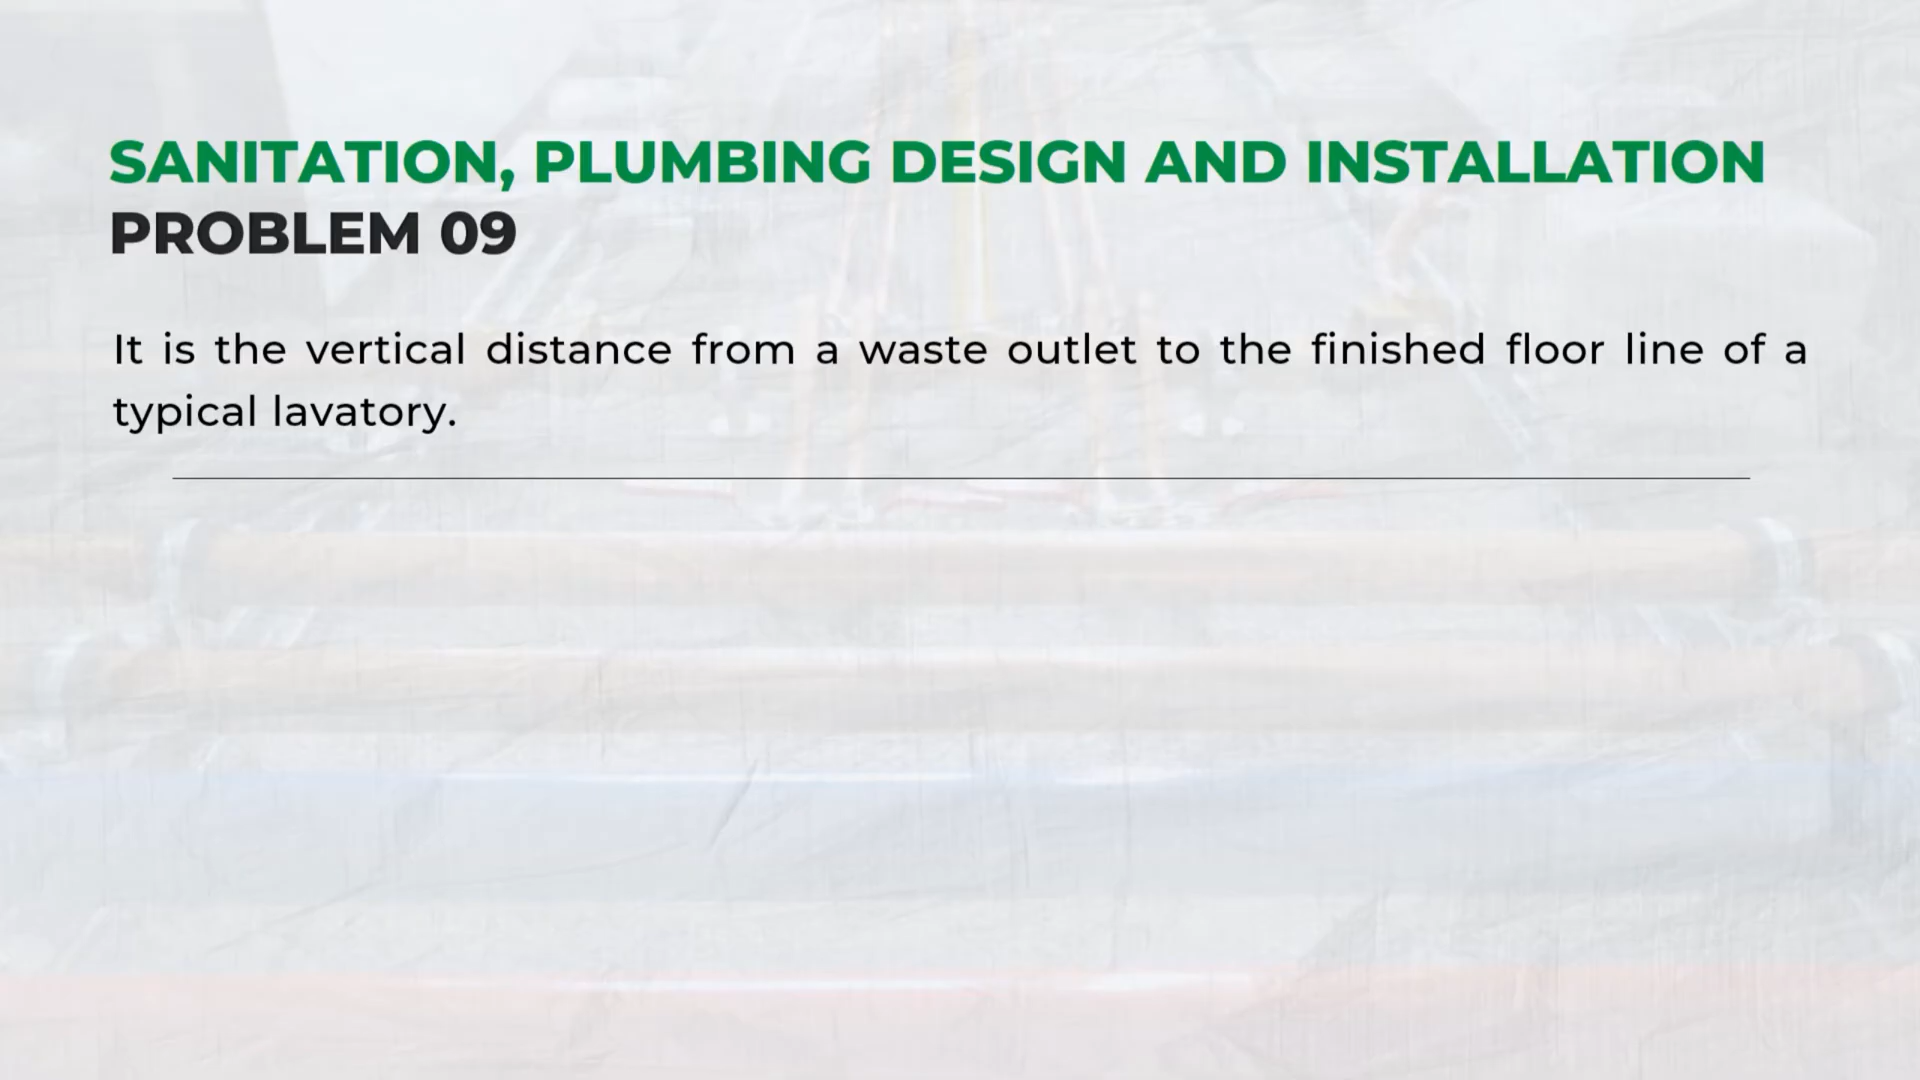 SANITATION, PLUMBING DESIGN AND INSTALLATION
PROBLEM 09
It is the vertical distance from a waste outlet to the finished floor line of a
typical lavatory.